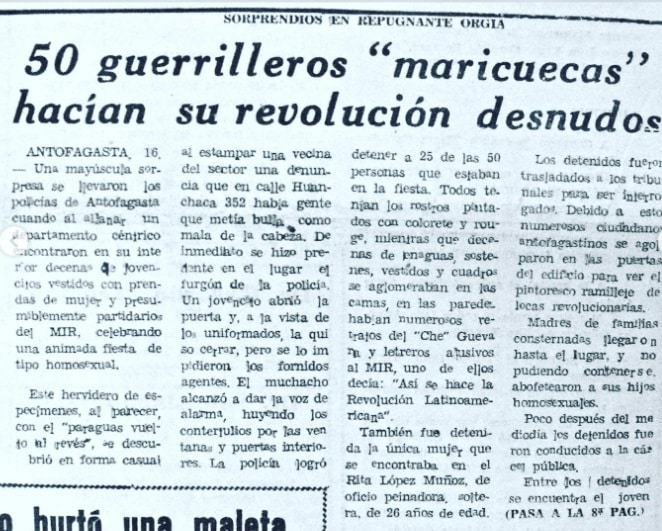 SORPRENDIOS EN REPUGNANTE ORGIA
50 guerrilleros "maricuecas"
hacían su revolución desnudos
ANTOFAGASTA, 16.
— Una mayúscula sor-
presa se llevaron los
policías de Antofagasta
cuando al allanar un
departamento céntrico
encontraron en su inte
rior decenas de joven-
citos vestidos con pren-
das de mujer y presu-
miblemente partidarios
del MIR, celebrando
una animada fiesta de
tipo homosexual.
Este hervidero de es-
pecímenes, al parecer,
con el "paraguas vuel-
to al revés", se descu-
brió en forma casual
al estampar una vecina
del sector una denun-
cia que en calle Huan-
chaca 352 había gente
que metía bulla como
mala de la cabeza. De
inmediato se hizo pre-
sente en el lugar el
furgón de la policía.
Un jovencito abrió la
puerta y, a la vista de
los uniformados, la qui
so cerrar, pero se lo im
pidieron los fornidos
agentes. El muchacho
alcanzó a dar la voz de
alarma, huyendo los
contertulios por las ven
tanas y puertas interio-
res. La policía logró
detener a 25 de las 50
personas que estaban
en la fiesta. Todos te-
nían los rostros pinta-
dos con colorete y rou-
ge, mientras que dece-
nas de enaguas, soste-
nes, vestidos y cuadros
se aglomeraban en las
camas, en las paredes
habían numerosos re-
tratos del "Che" Gueva
ra y letreros alusivos
al MIR, uno de ellos
decía: "Así se hace la
Revolución Latinoame-
ricana".
También fue deteni-
da la única mujer que
se encontraba en el
Rita López Muñoz, de
oficio peinadora, solte-
ra, de 26 años de edad.
Los detenidos fueron
trasladados a los tribu
nales para ser interro
gados. Debido a esto
numerosos ciudadanos
antofagastinos se agol
paron en las puertas
del edificio para ver el
pintoresco ramillete de
locas revolucionarias.
Madres de familias
consternadas llegaron
hasta el lugar, y no
pudiendo contenerse,
abofetearon a sus hijos
homosexuales.
Poco después del me
diodía los detenidos fue
ron conducidos a la cár
cel pública.
Entre los detenidos
se encuentra el joven
(PASA A LA 8ª PAG.)
o hurtó una maleta